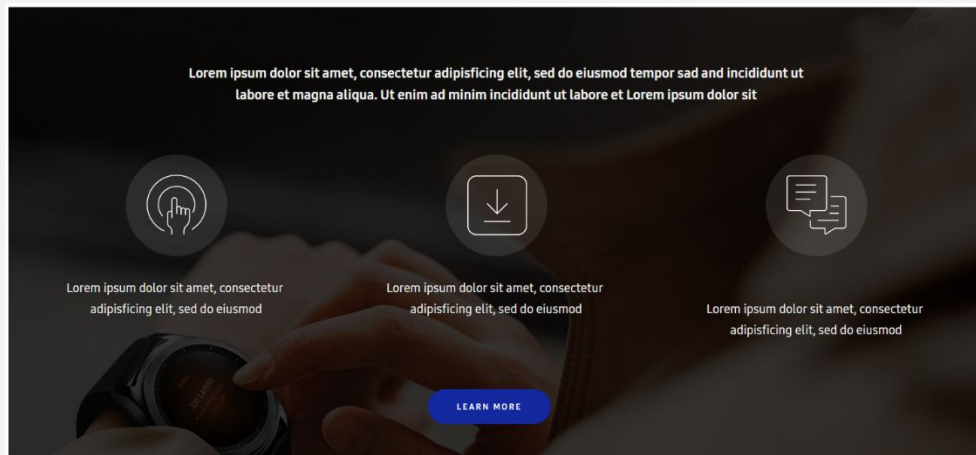 Lorem ipsum dolor sit amet, consectetur adipisficing elit, sed do eiusmod tempor sad and incididunt ut
labore et magna aliqua. Ut enim ad minim incididunt ut labore et Lorem ipsum dolor sit
Lorem ipsum dolor sit amet, consectetur
adipisficing elit, sed do eiusmod
Lorem ipsum dolor sit amet, consectetur
adipisficing elit, sed do eiusmod
Lorem ipsum dolor sit amet, consectetur
adipisficing elit, sed do eiusmod
LEARN MORE